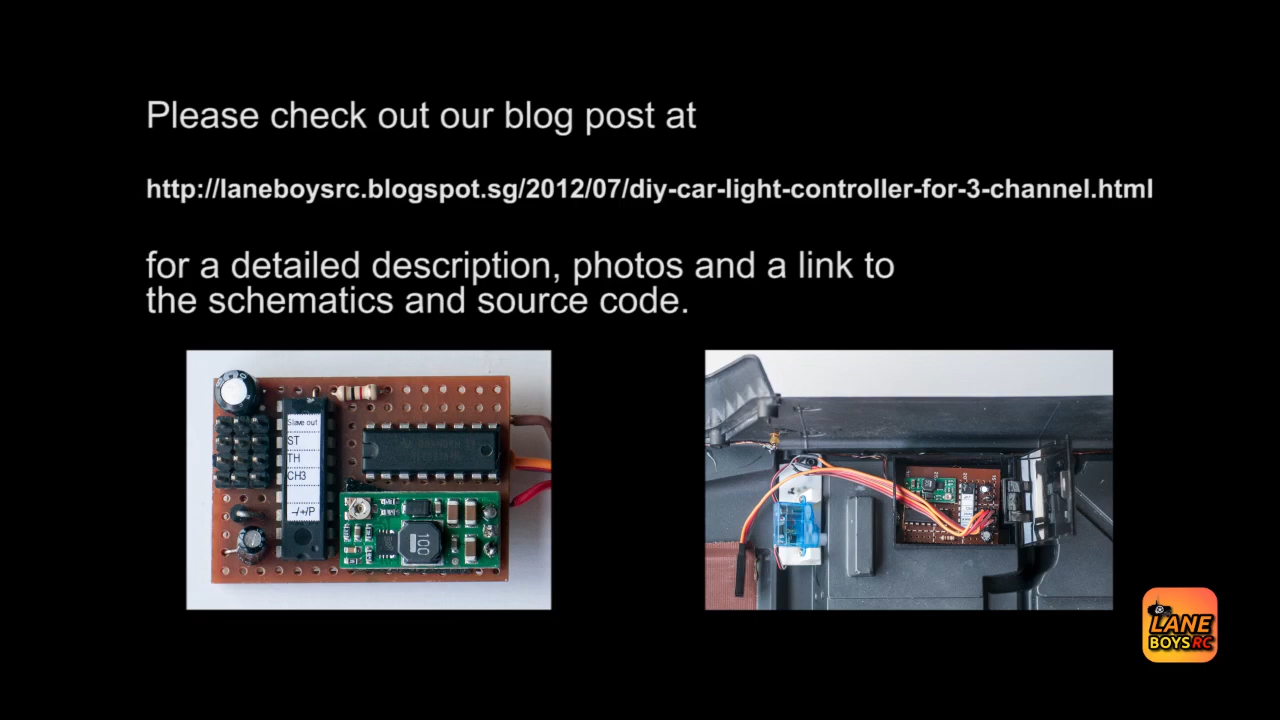 Please check out our blog post at
http://laneboysrc.blogspot.sg/2012/07/diy-car-light-controller-for-3-channel.html
for a detailed description, photos and a link to
the schematics and source code.
Slave out
ST
TH
CH3
-/+/P
100
LANE
BOYSRC